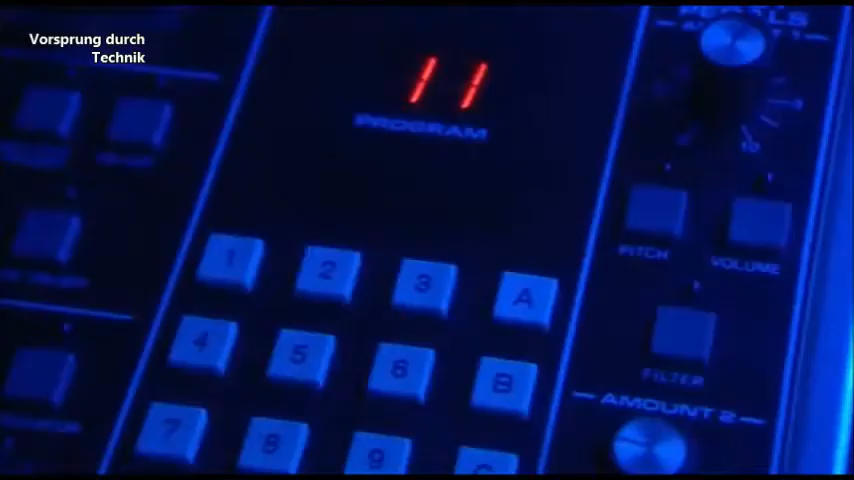 Vorsprung durch
Technik
11
PROGRAM
10
PITCH
VOLUME
1
2
3
A
4
5
6
B
FILTER
AMOUNT 2
7
8
9
C